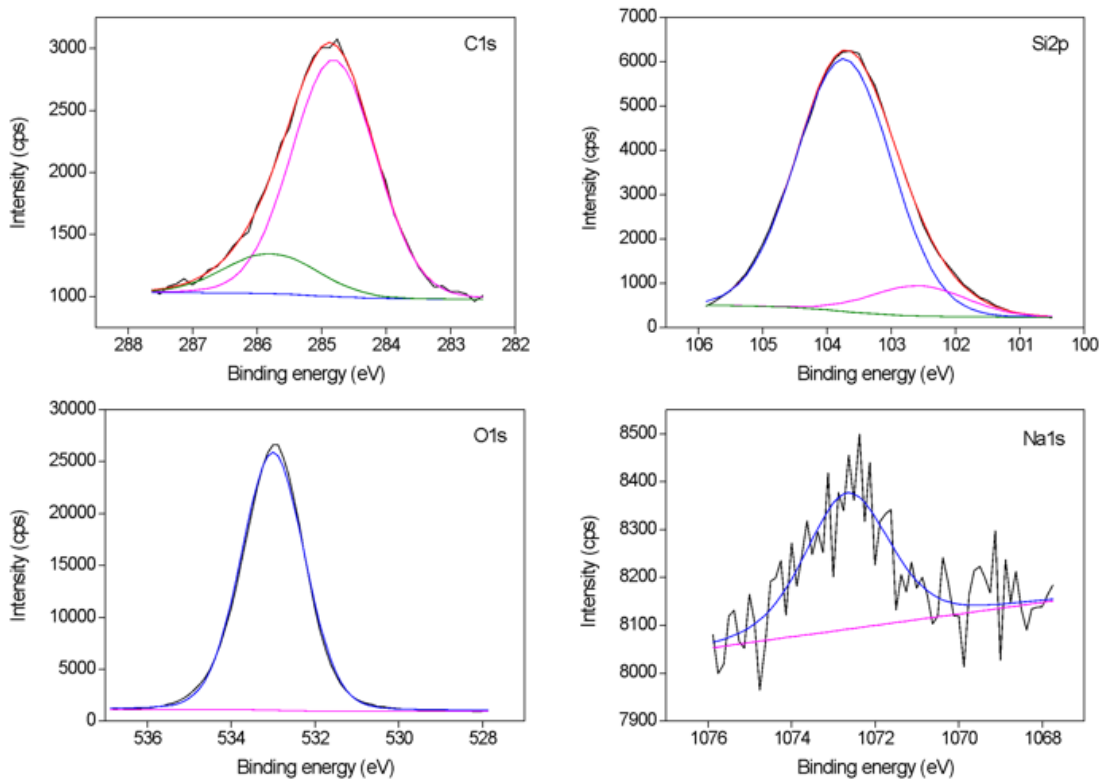 C1s
3000
2500
2000
1500
1000
Intensity (cps)
288 287 286 285 284 283 282
Binding energy (eV)
Si2p
7000
6000
5000
4000
3000
2000
1000
0
Intensity (cps)
106 105 104 103 102 101 100
Binding energy (eV)
O1s
30000
25000
20000
15000
10000
5000
0
Intensity (cps)
536 533 532 530 528
Binding energy (eV)
Na1s
8500
8400
8300
8200
8100
8000
7900
Intensity (cps)
1076 1074 1072 1070 1068
Binding energy (eV)